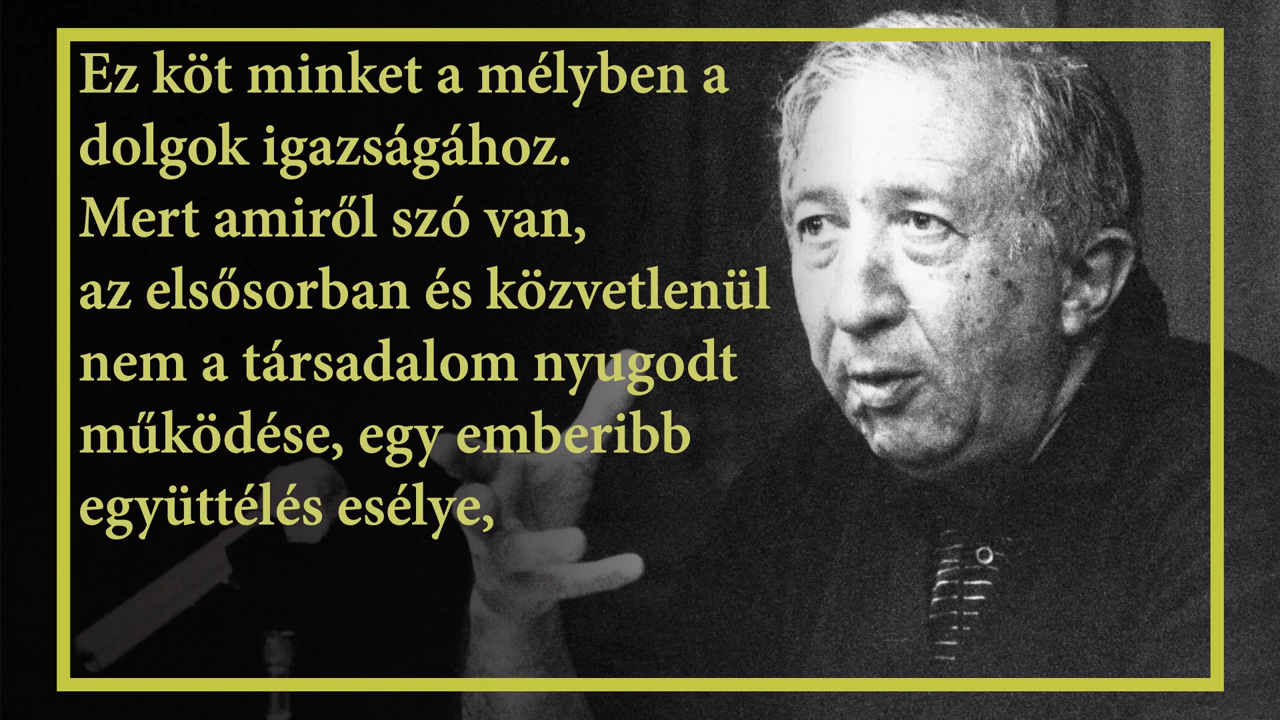 Ez köt minket a mélyben a
dolgok igazságához.
Mert amiről szó van,
az elsősorban és közvetlenül
nem a társadalom nyugodt
működése, egy emberibb
együttélés esélye,